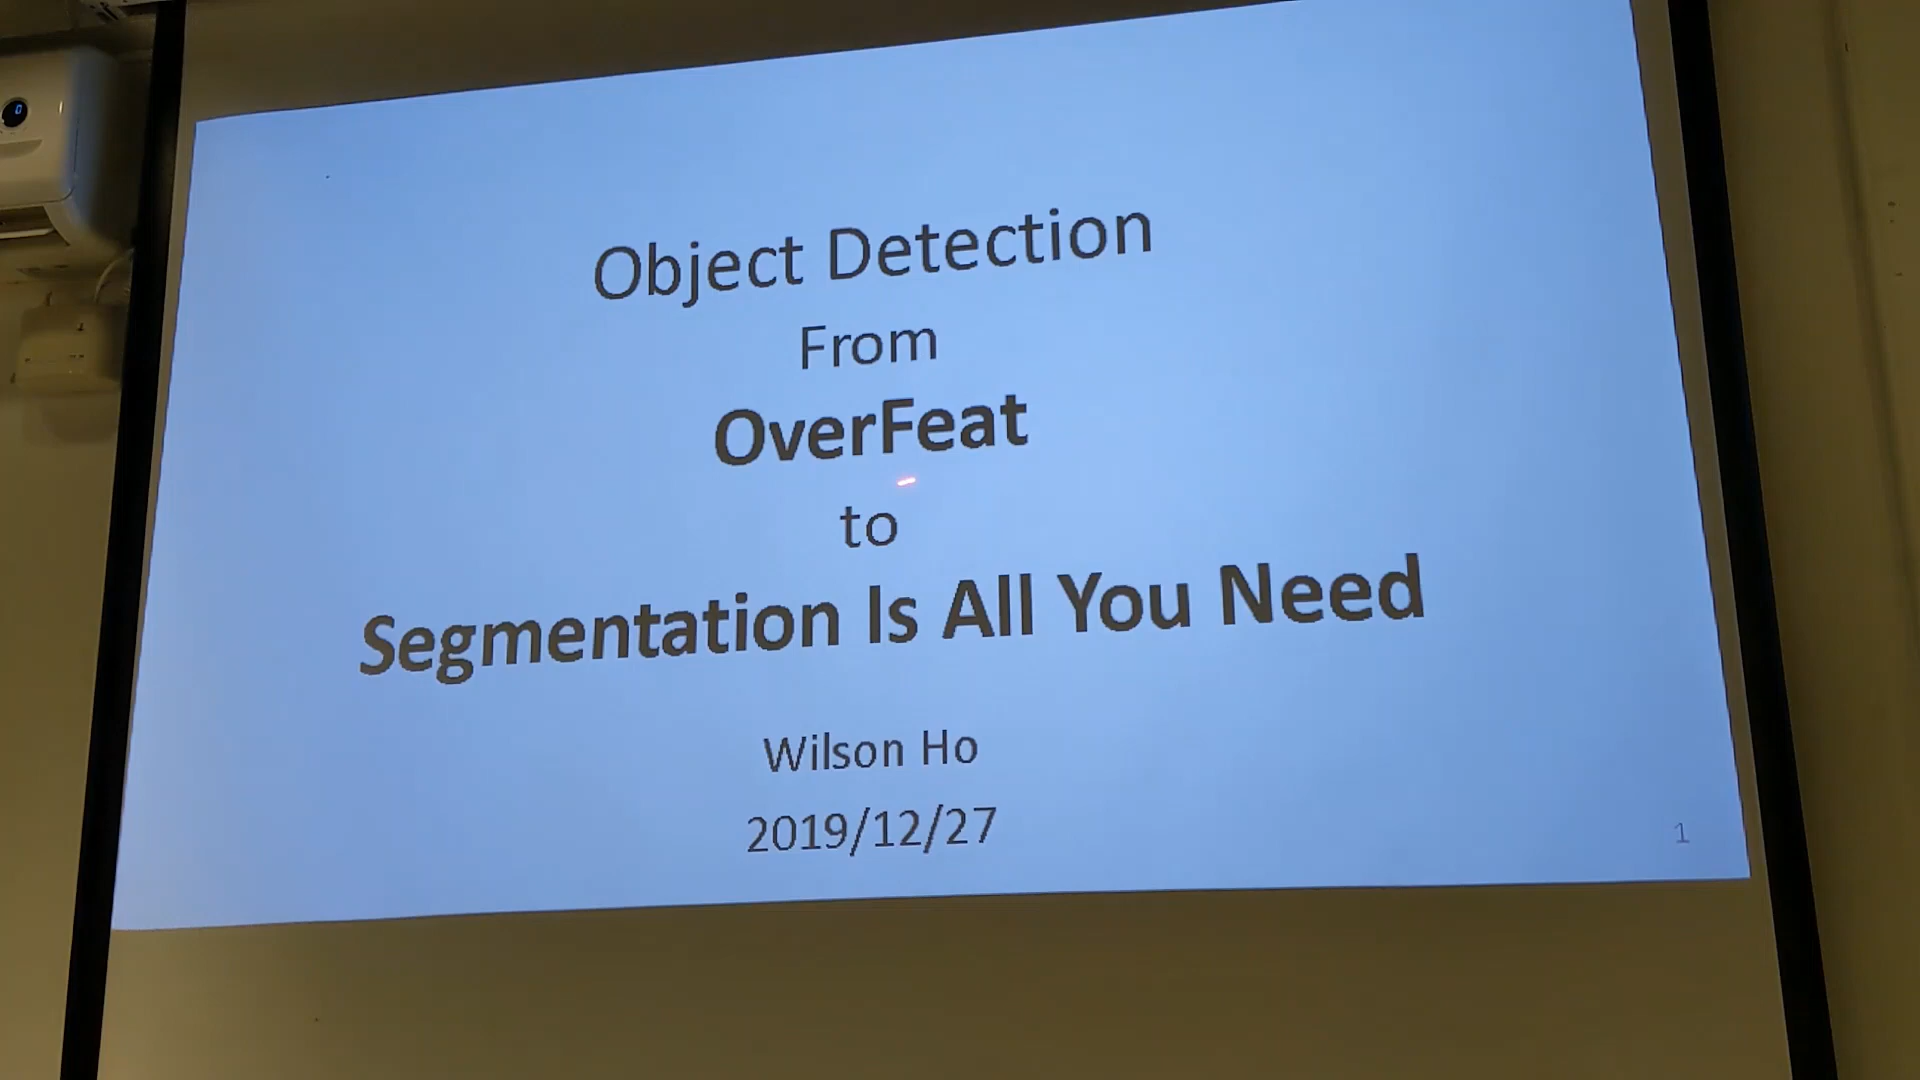 Object Detection
From
OverFeat
to
Segmentation Is All You Need
Wilson Ho
2019/12/27
1